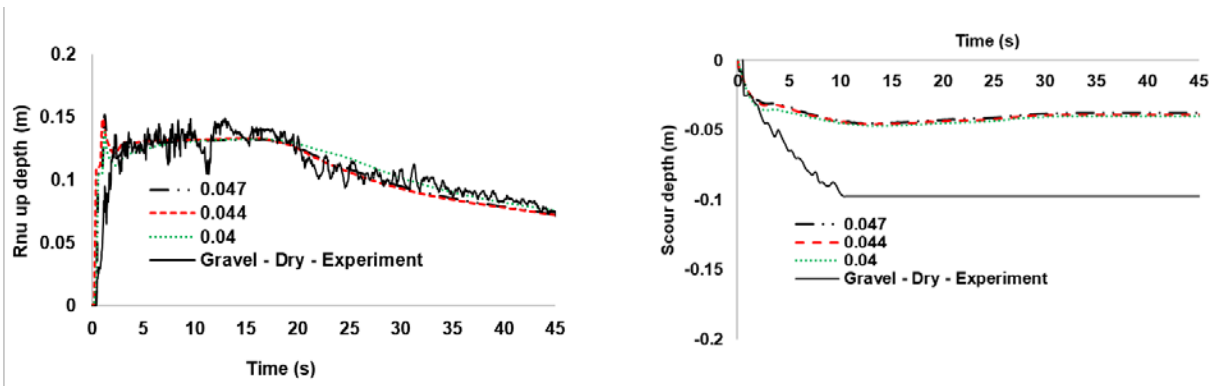 0.2
0.15
0.1
0.05
0
Rnu up depth (m)
0.047
0.044
0.04
Gravel - Dry - Experiment
0 5 10 15 20 25 30 35 40 45
Time (s)
Time (s)
0 5 10 15 20 25 30 35 40 45
0
-0.05
-0.1
-0.15
-0.2
Scour depth (m)
0.047
0.044
0.04
Gravel - Dry - Experiment